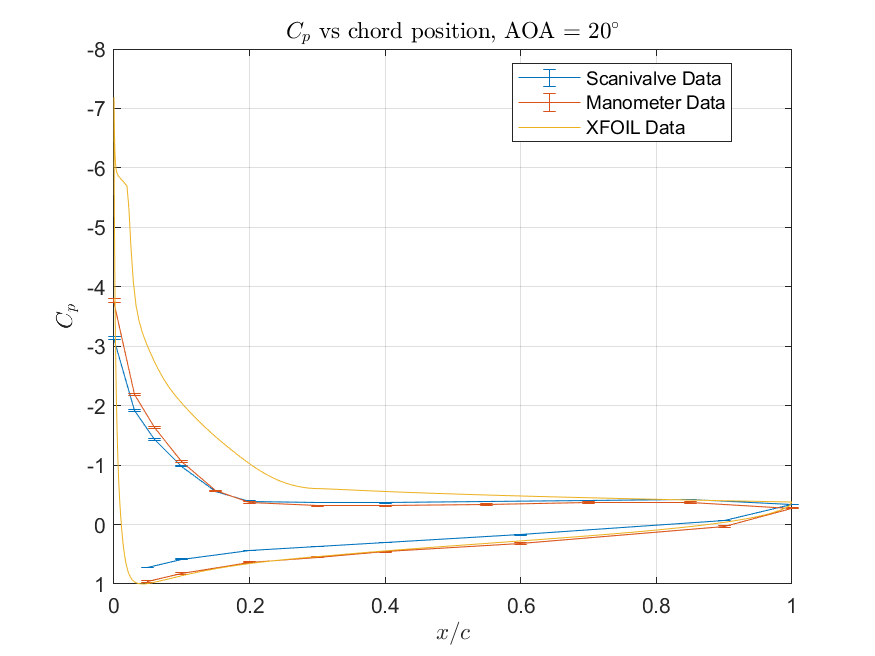 C_p vs chord position, AOA = 20°
-8
-7
-6
-5
-4
-3
-2
-1
0
1
C_p
Scanivalve Data
Manometer Data
XFOIL Data
0 0.2 0.4 0.6 0.8 1
x/c